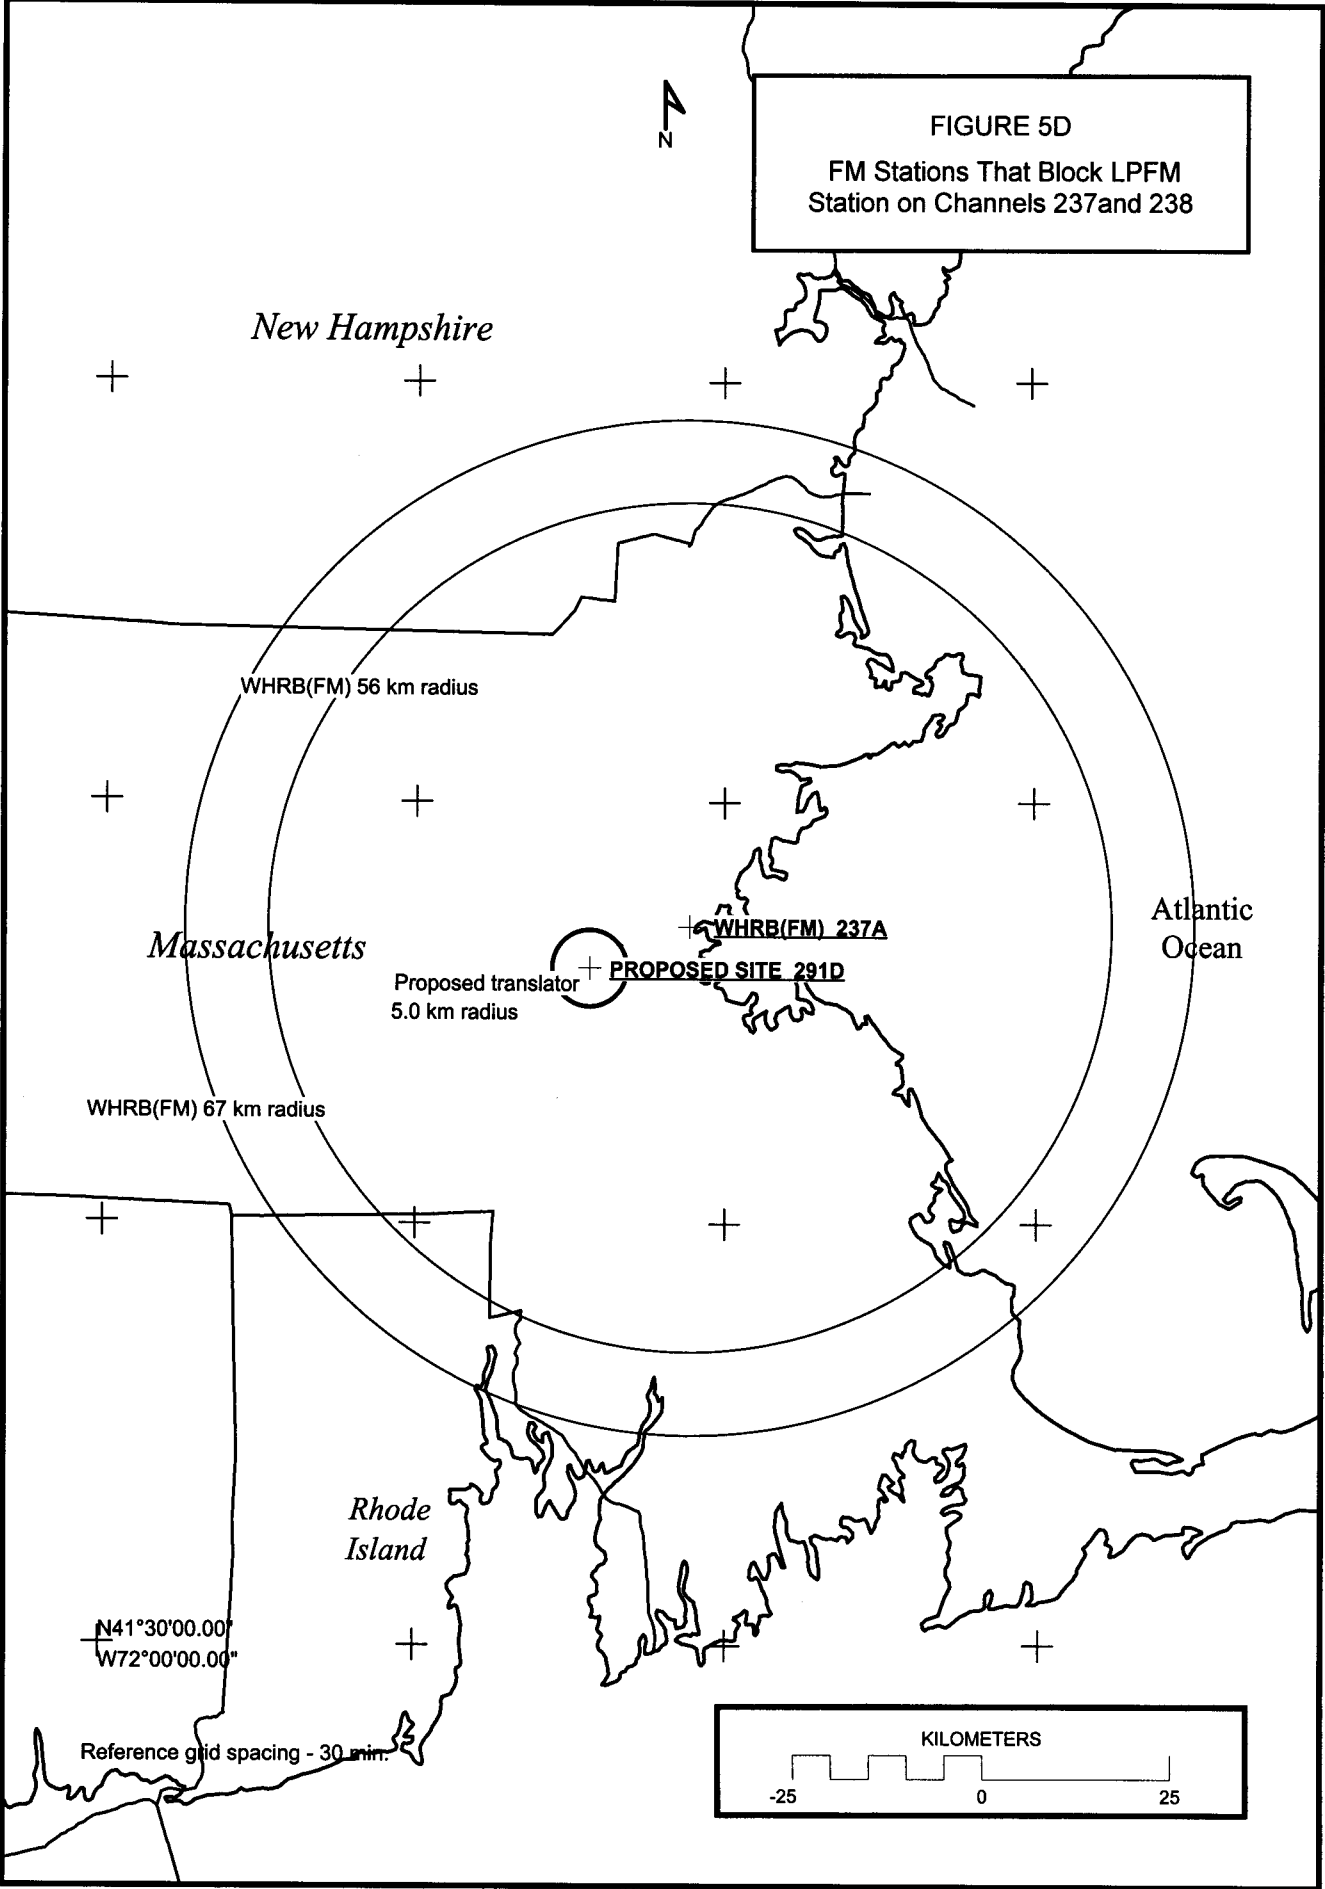 FIGURE 5D
FM Stations That Block LPFM
Station on Channels 237and 238
N
New Hampshire
WHRB(FM) 56 km radius
Atlantic
Ocean
WHRB(FM) 237A
Massachusetts
PROPOSED SITE 291D
Proposed translator
5.0 km radius
WHRB(FM) 67 km radius
Rhode
Island
N41°30'00.00"
W72°00'00.00"
Reference grid spacing - 30 min.
KILOMETERS
-25 0 25